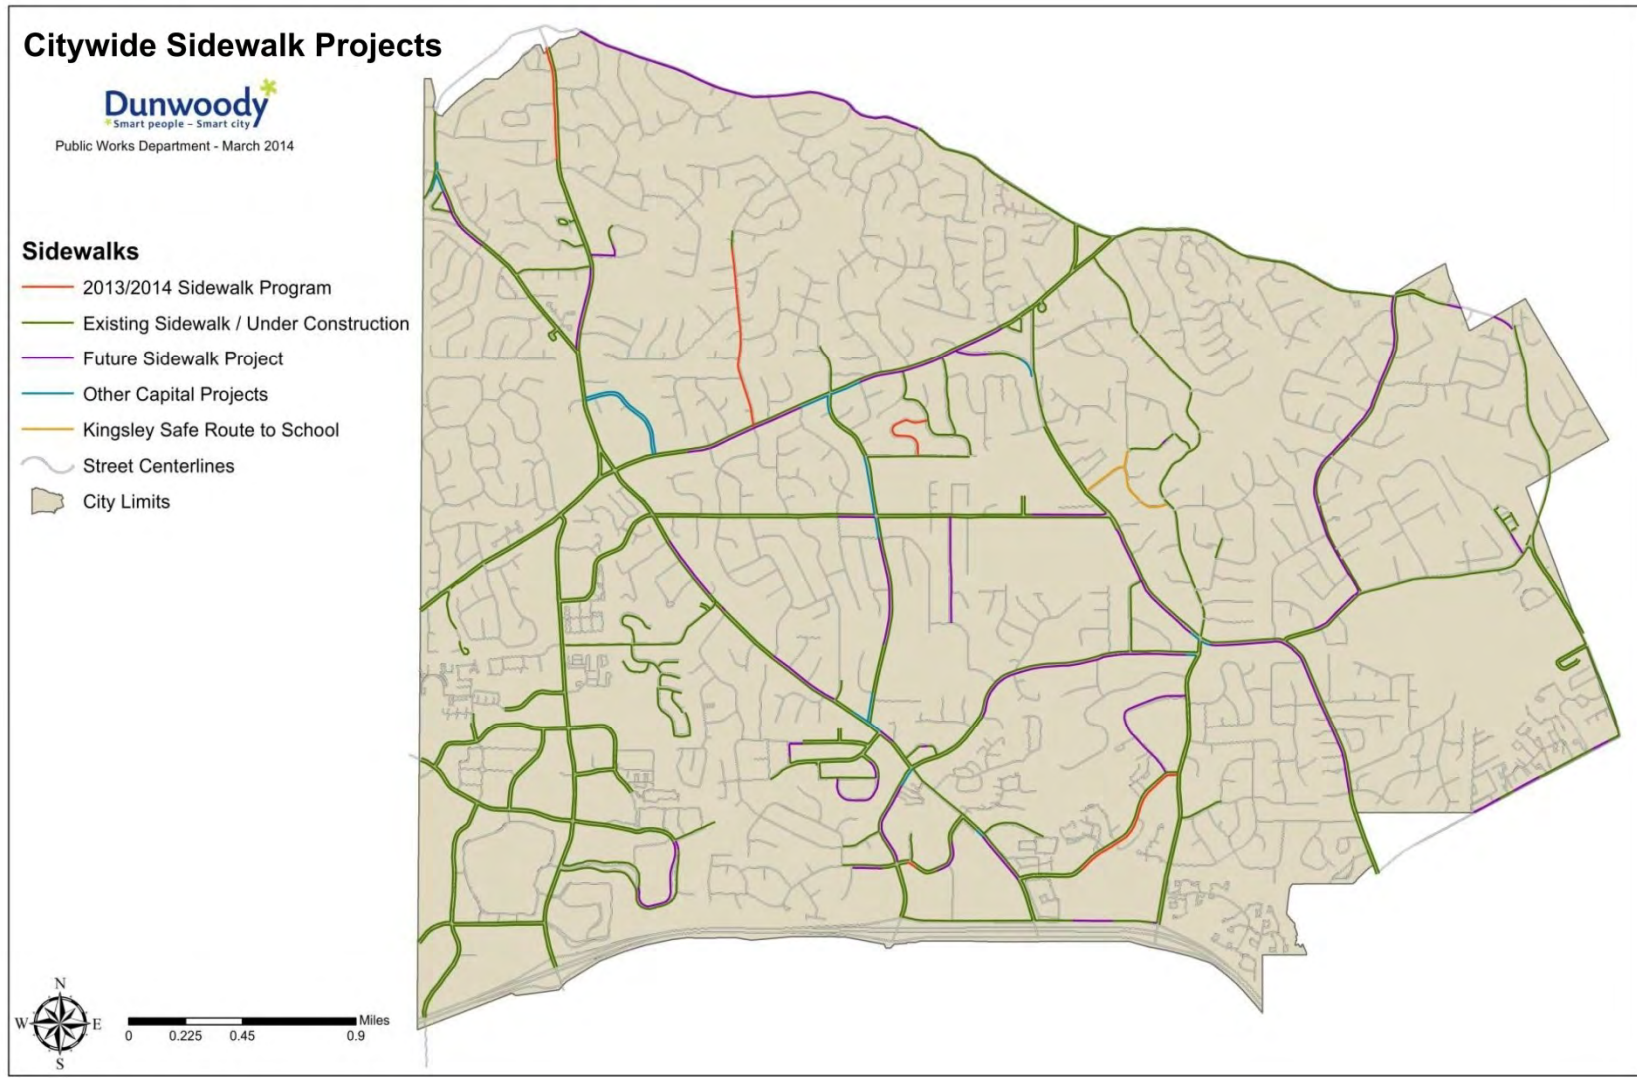 Citywide Sidewalk Projects
Dunwoody
Smart people – Smart city
Public Works Department - March 2014
Sidewalks
2013/2014 Sidewalk Program
Existing Sidewalk / Under Construction
Future Sidewalk Project
Other Capital Projects
Kingsley Safe Route to School
Street Centerlines
City Limits
N
W E
S
Miles
0 0.225 0.45 0.9